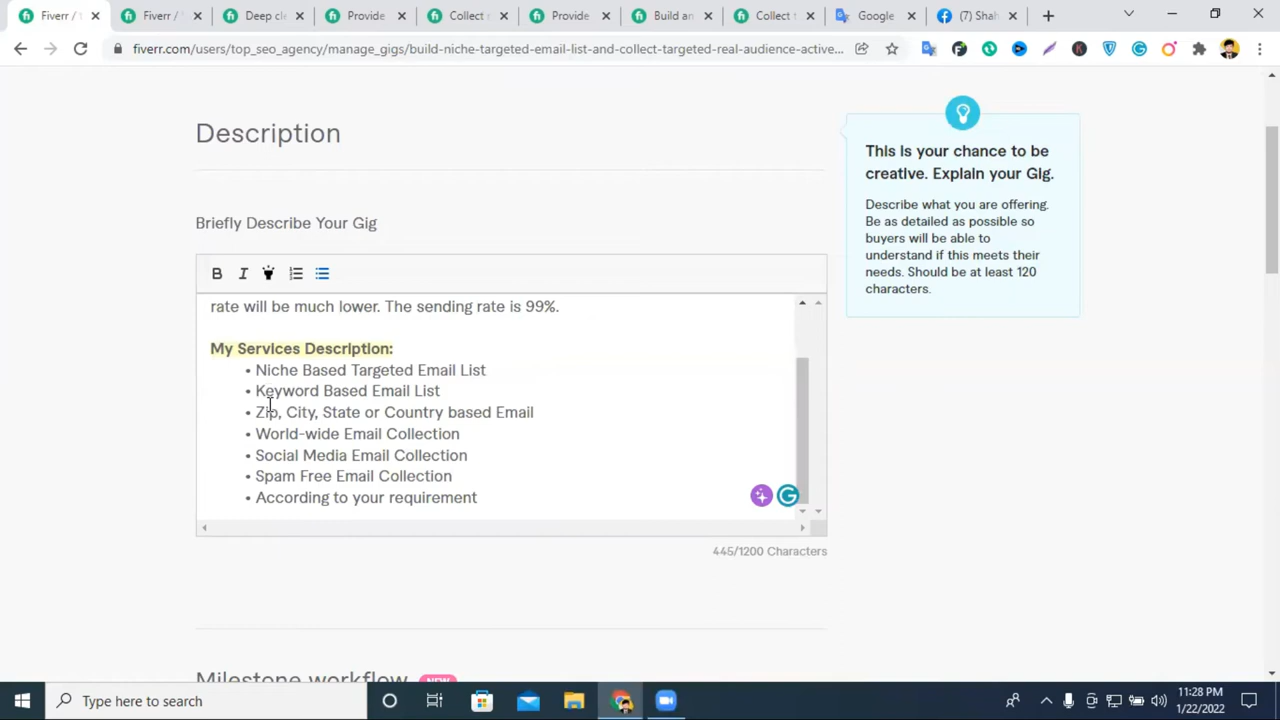 Fiverr / 
Fiverr /
Deep cle
Provide
Collect
Provide
Build an
Collect t
Google
(7) Shah
fiverr.com/users/top_seo_agency/manage_gigs/build-niche-targeted-email-list-and-collect-targeted-real-audience-active...
Description
Briefly Describe Your Gig
B I
rate will be much lower. The sending rate is 99%.
My Services Description:
• Niche Based Targeted Email List
• Keyword Based Email List
• Zip, City, State or Country based Email
• World-wide Email Collection
• Social Media Email Collection
• Spam Free Email Collection
• According to your requirement
445/1200 Characters
This is your chance to be
creative. Explain your Gig.
Describe what you are offering.
Be as detailed as possible so
buyers will be able to
understand if this meets their
needs. Should be at least 120
characters.
Milestone workflow NEW
Type here to search
11:28 PM
1/22/2022